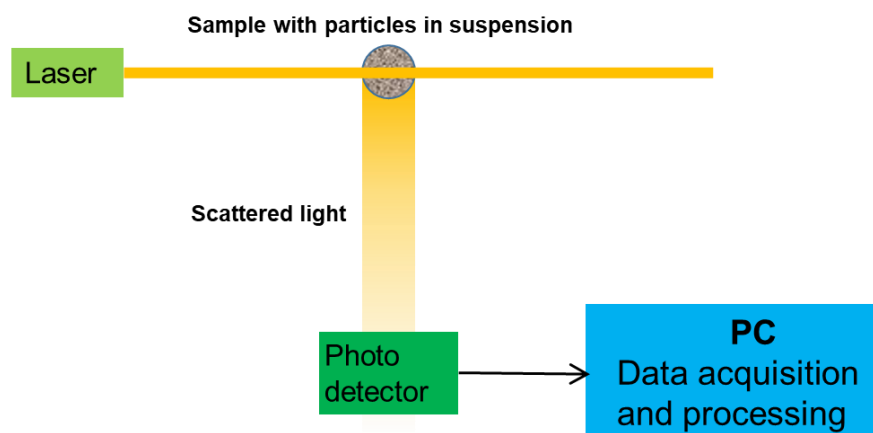 Sample with particles in suspension
Laser
Scattered light
Photo
detector
PC
Data acquisition
and processing